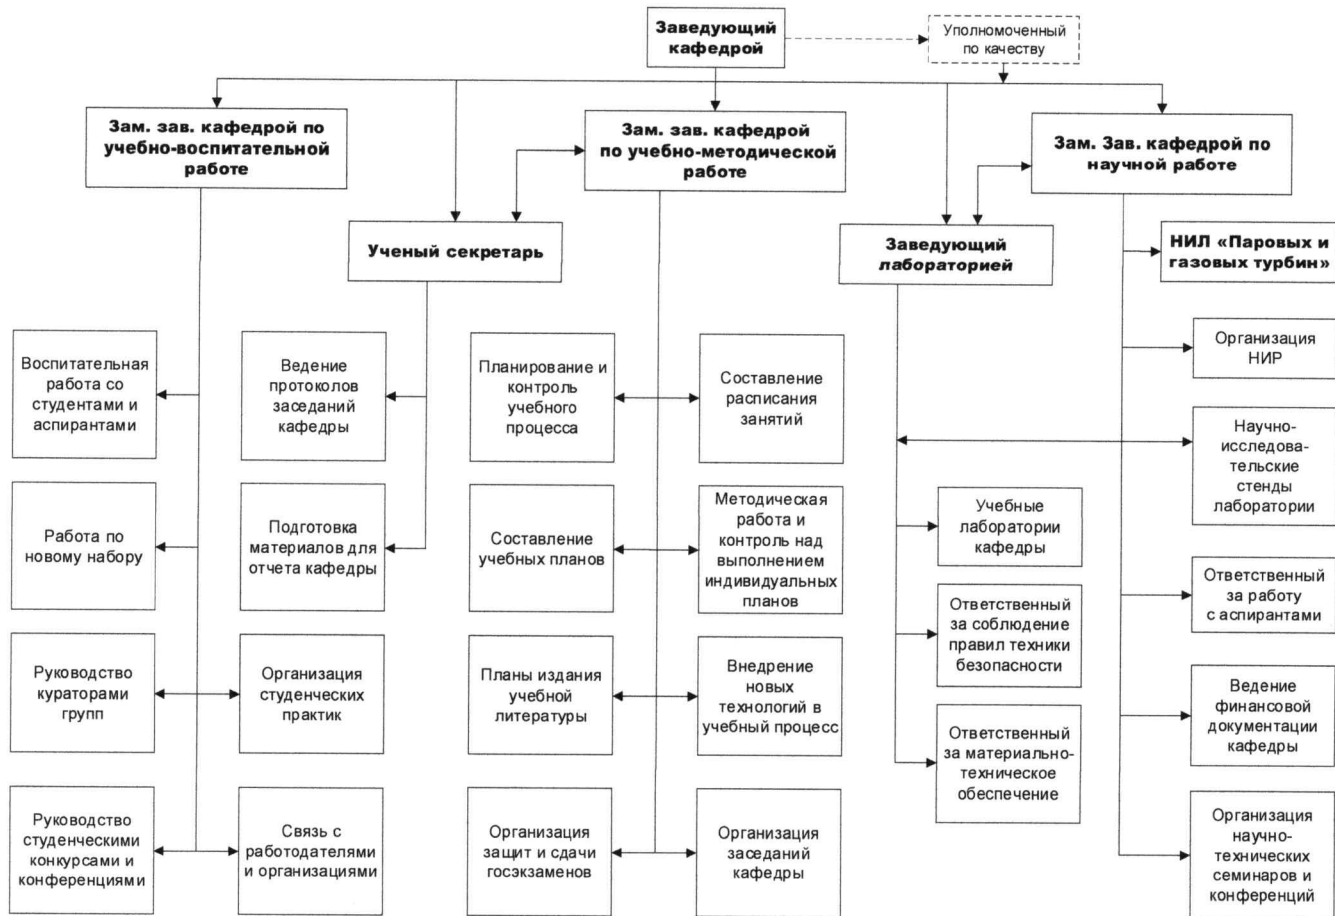 Заведующий
кафедрой
Уполномоченный
по качеству
Зам. зав. кафедрой по
учебно-воспитательной
работе
Зам. зав. кафедрой
по учебно-методической
работе
Зам. Зав. кафедрой по
научной работе
Ученый секретарь
Заведующий
лабораторией
НИЛ «Паровых и
газовых турбин»
Воспитательная
работа со
студентами и
аспирантами
Ведение
протоколов
заседаний
кафедры
Планирование и
контроль
учебного
процесса
Составление
расписания
занятий
Организация
НИР
Научно-
исследова-
тельские
стенды
лаборатории
Работа по
новому набору
Подготовка
материалов для
отчета кафедры
Составление
учебных планов
Методическая
работа и
контроль над
выполнением
индивидуальных
планов
Учебные
лаборатории
кафедры
Ответственный
за работу
с аспирантами
Ответственный
за соблюдение
правил техники
безопасности
Руководство
кураторами
групп
Организация
студенческих
практик
Планы издания
учебной
литературы
Внедрение
новых
технологий в
учебный процесс
Ведение
финансовой
документации
кафедры
Ответственный
за материально-
техническое
обеспечение
Руководство
студенческими
конкурсами и
конференциями
Связь с
работодателями
и организациями
Организация
защит и сдачи
госэкзаменов
Организация
заседаний
кафедры
Организация
научно-
технических
семинаров и
конференций